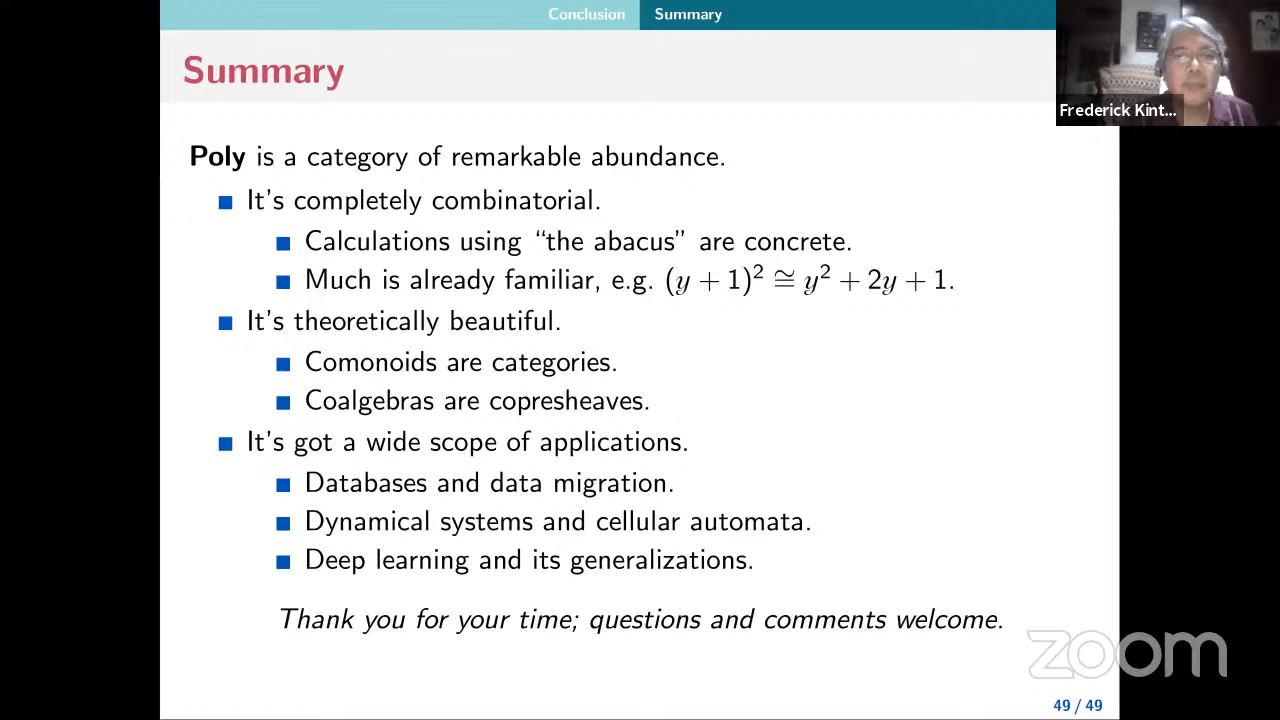 Conclusion Summary
Summary
Frederick Kint...
Poly is a category of remarkable abundance.
It's completely combinatorial.
Calculations using “the abacus” are concrete.
Much is already familiar, e.g. (y + 1)² ≅ y² + 2y + 1.
It's theoretically beautiful.
Comonoids are categories.
Coalgebras are copresheaves.
It's got a wide scope of applications.
Databases and data migration.
Dynamical systems and cellular automata.
Deep learning and its generalizations.
Thank you for your time; questions and comments welcome.
zoom
49 / 49